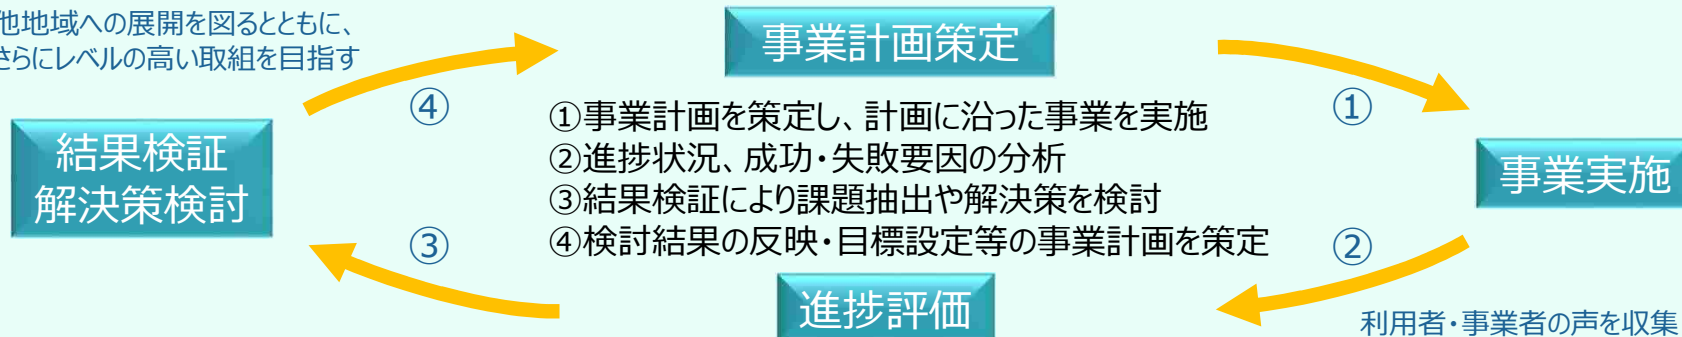 他地域への展開を図るとともに、
さらにレベルの高い取組を目指す
事業計画策定
④
①
①事業計画を策定し、計画に沿った事業を実施
②進捗状況、成功・失敗要因の分析
③結果検証により課題抽出や解決策を検討
④検討結果の反映・目標設定等の事業計画を策定
結果検証
解決策検討
事業実施
③
②
進捗評価
利用者・事業者の声を収集